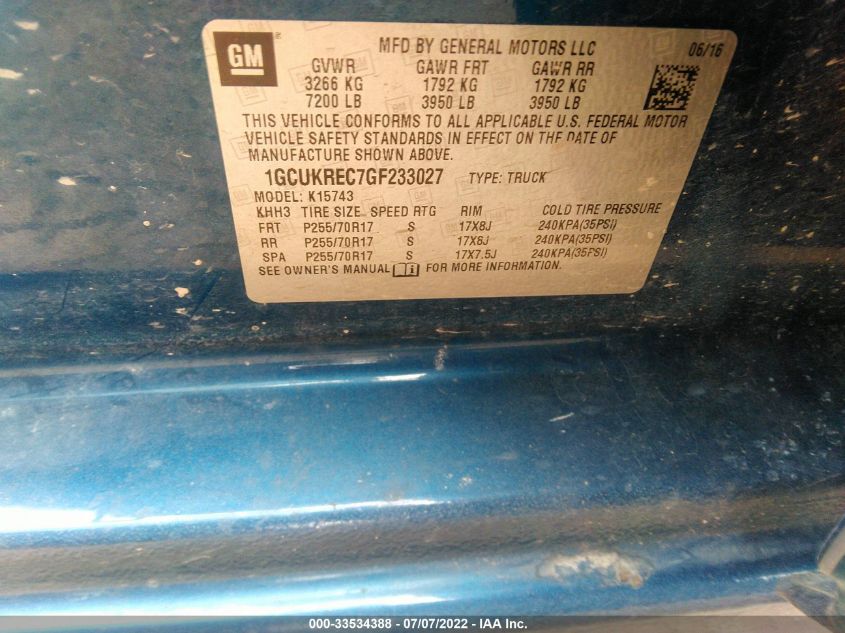 GM
MFD BY GENERAL MOTORS LLC 06/16
GVWR GAWR FRT GAWR RR
3266 KG 1792 KG 1792 KG
7200 LB 3950 LB 3950 LB
THIS VEHICLE CONFORMS TO ALL APPLICABLE U.S. FEDERAL MOTOR
VEHICLE SAFETY STANDARDS IN EFFECT ON THE DATE OF
MANUFACTURE SHOWN ABOVE.
1GCUKREC7GF233027 TYPE: TRUCK
MODEL: K15743
KHH3 TIRE SIZE SPEED RTG RIM COLD TIRE PRESSURE
FRT P255/70R17 S 17X8J 240KPA(35PSI)
RR P255/70R17 S 17X8J 240KPA(35PSI)
SPA P255/70R17 S 17X7.5J 240KPA(35PSI)
SEE OWNER'S MANUAL FOR MORE INFORMATION.
000-33534388 - 07/07/2022 - IAA Inc.